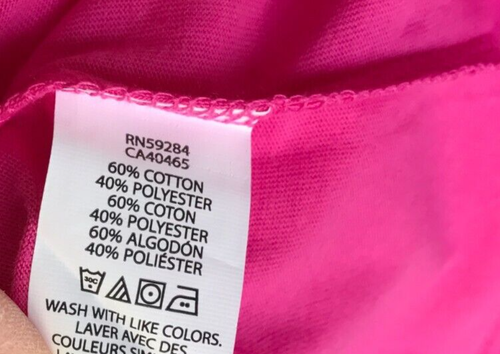 RN59284
CA40465
60% COTTON
40% POLYESTER
60% COTON
40% POLYESTER
60% ALGODÓN
40% POLIÉSTER
30C
WASH WITH LIKE COLORS.
LAVER AVEC DES